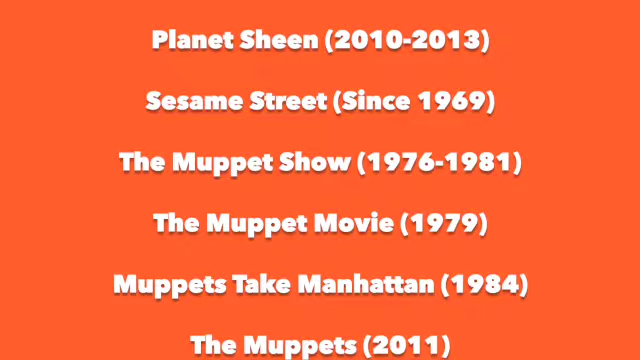 Planet Sheen (2010-2013)
Sesame Street (Since 1969)
The Muppet Show (1976-1981)
The Muppet Movie (1979)
Muppets Take Manhattan (1984)
The Muppets (2011)